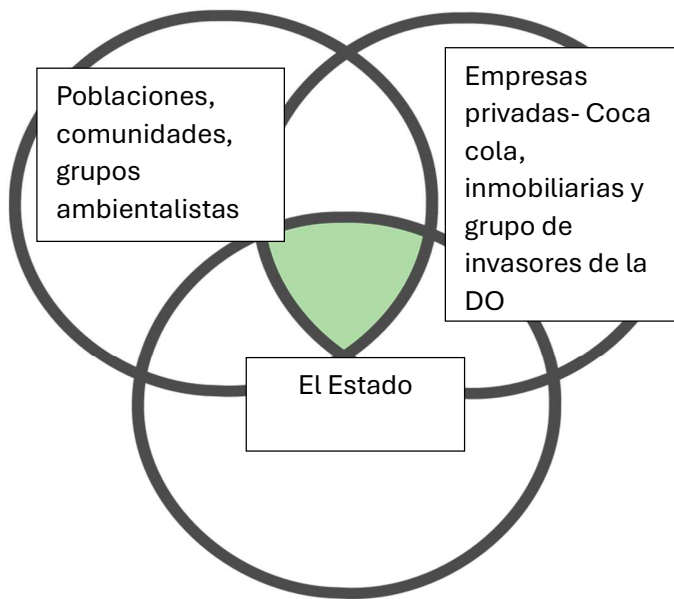 Poblaciones,
comunidades,
grupos
ambientalistas
Empresas
privadas- Coca
cola,
inmobiliarias y
grupo de
invasores de la
DO
El Estado